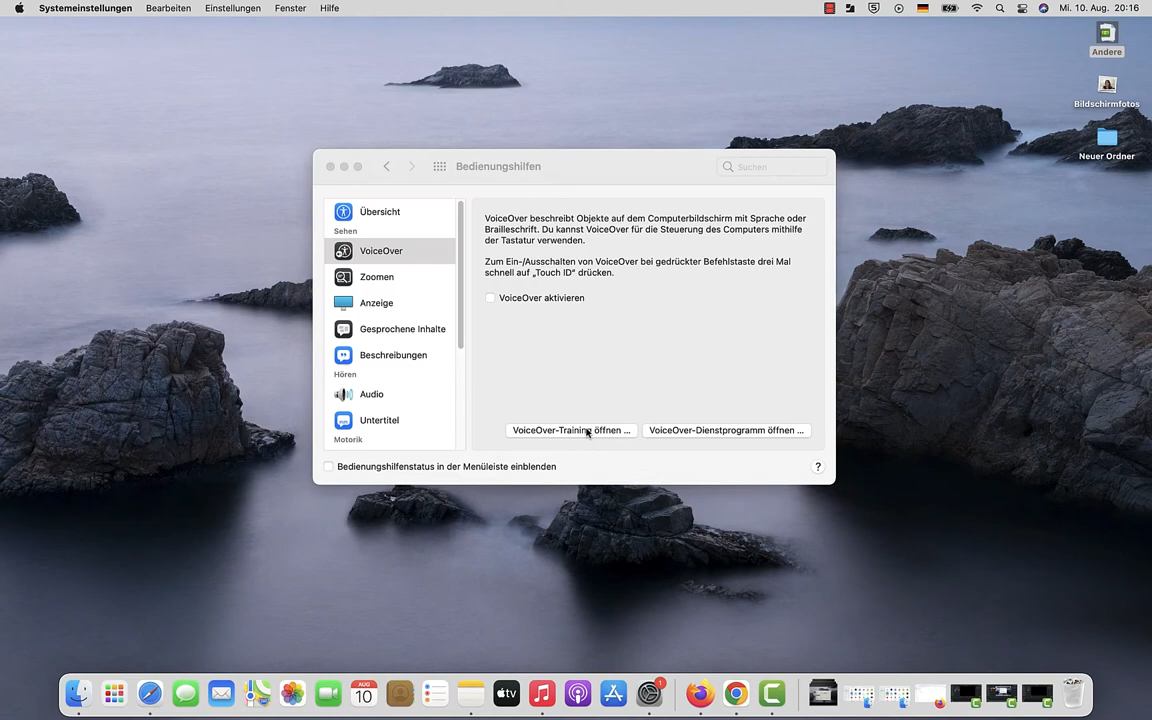 Systemeinstellungen Bearbeiten Einstellungen Fenster Hilfe
Mi. 10. Aug. 20:16
Andere
Bildschirmfotos
Neuer Ordner
Bedienungshilfen
Suchen
Übersicht
Sehen
VoiceOver
Zoomen
Anzeige
Gesprochene Inhalte
Beschreibungen
Hören
Audio
Untertitel
Motorik
VoiceOver beschreibt Objekte auf dem Computerbildschirm mit Sprache oder
Brailleschrift. Du kannst VoiceOver für die Steuerung des Computers mithilfe
der Tastatur verwenden.
Zum Ein-/Ausschalten von VoiceOver bei gedrückter Befehlstaste drei Mal
schnell auf „Touch ID“ drücken.
VoiceOver aktivieren
VoiceOver-Training öffnen ...
VoiceOver-Dienstprogramm öffnen ...
Bedienungshilfenstatus in der Menüleiste einblenden
?
AUG
10
tv
1